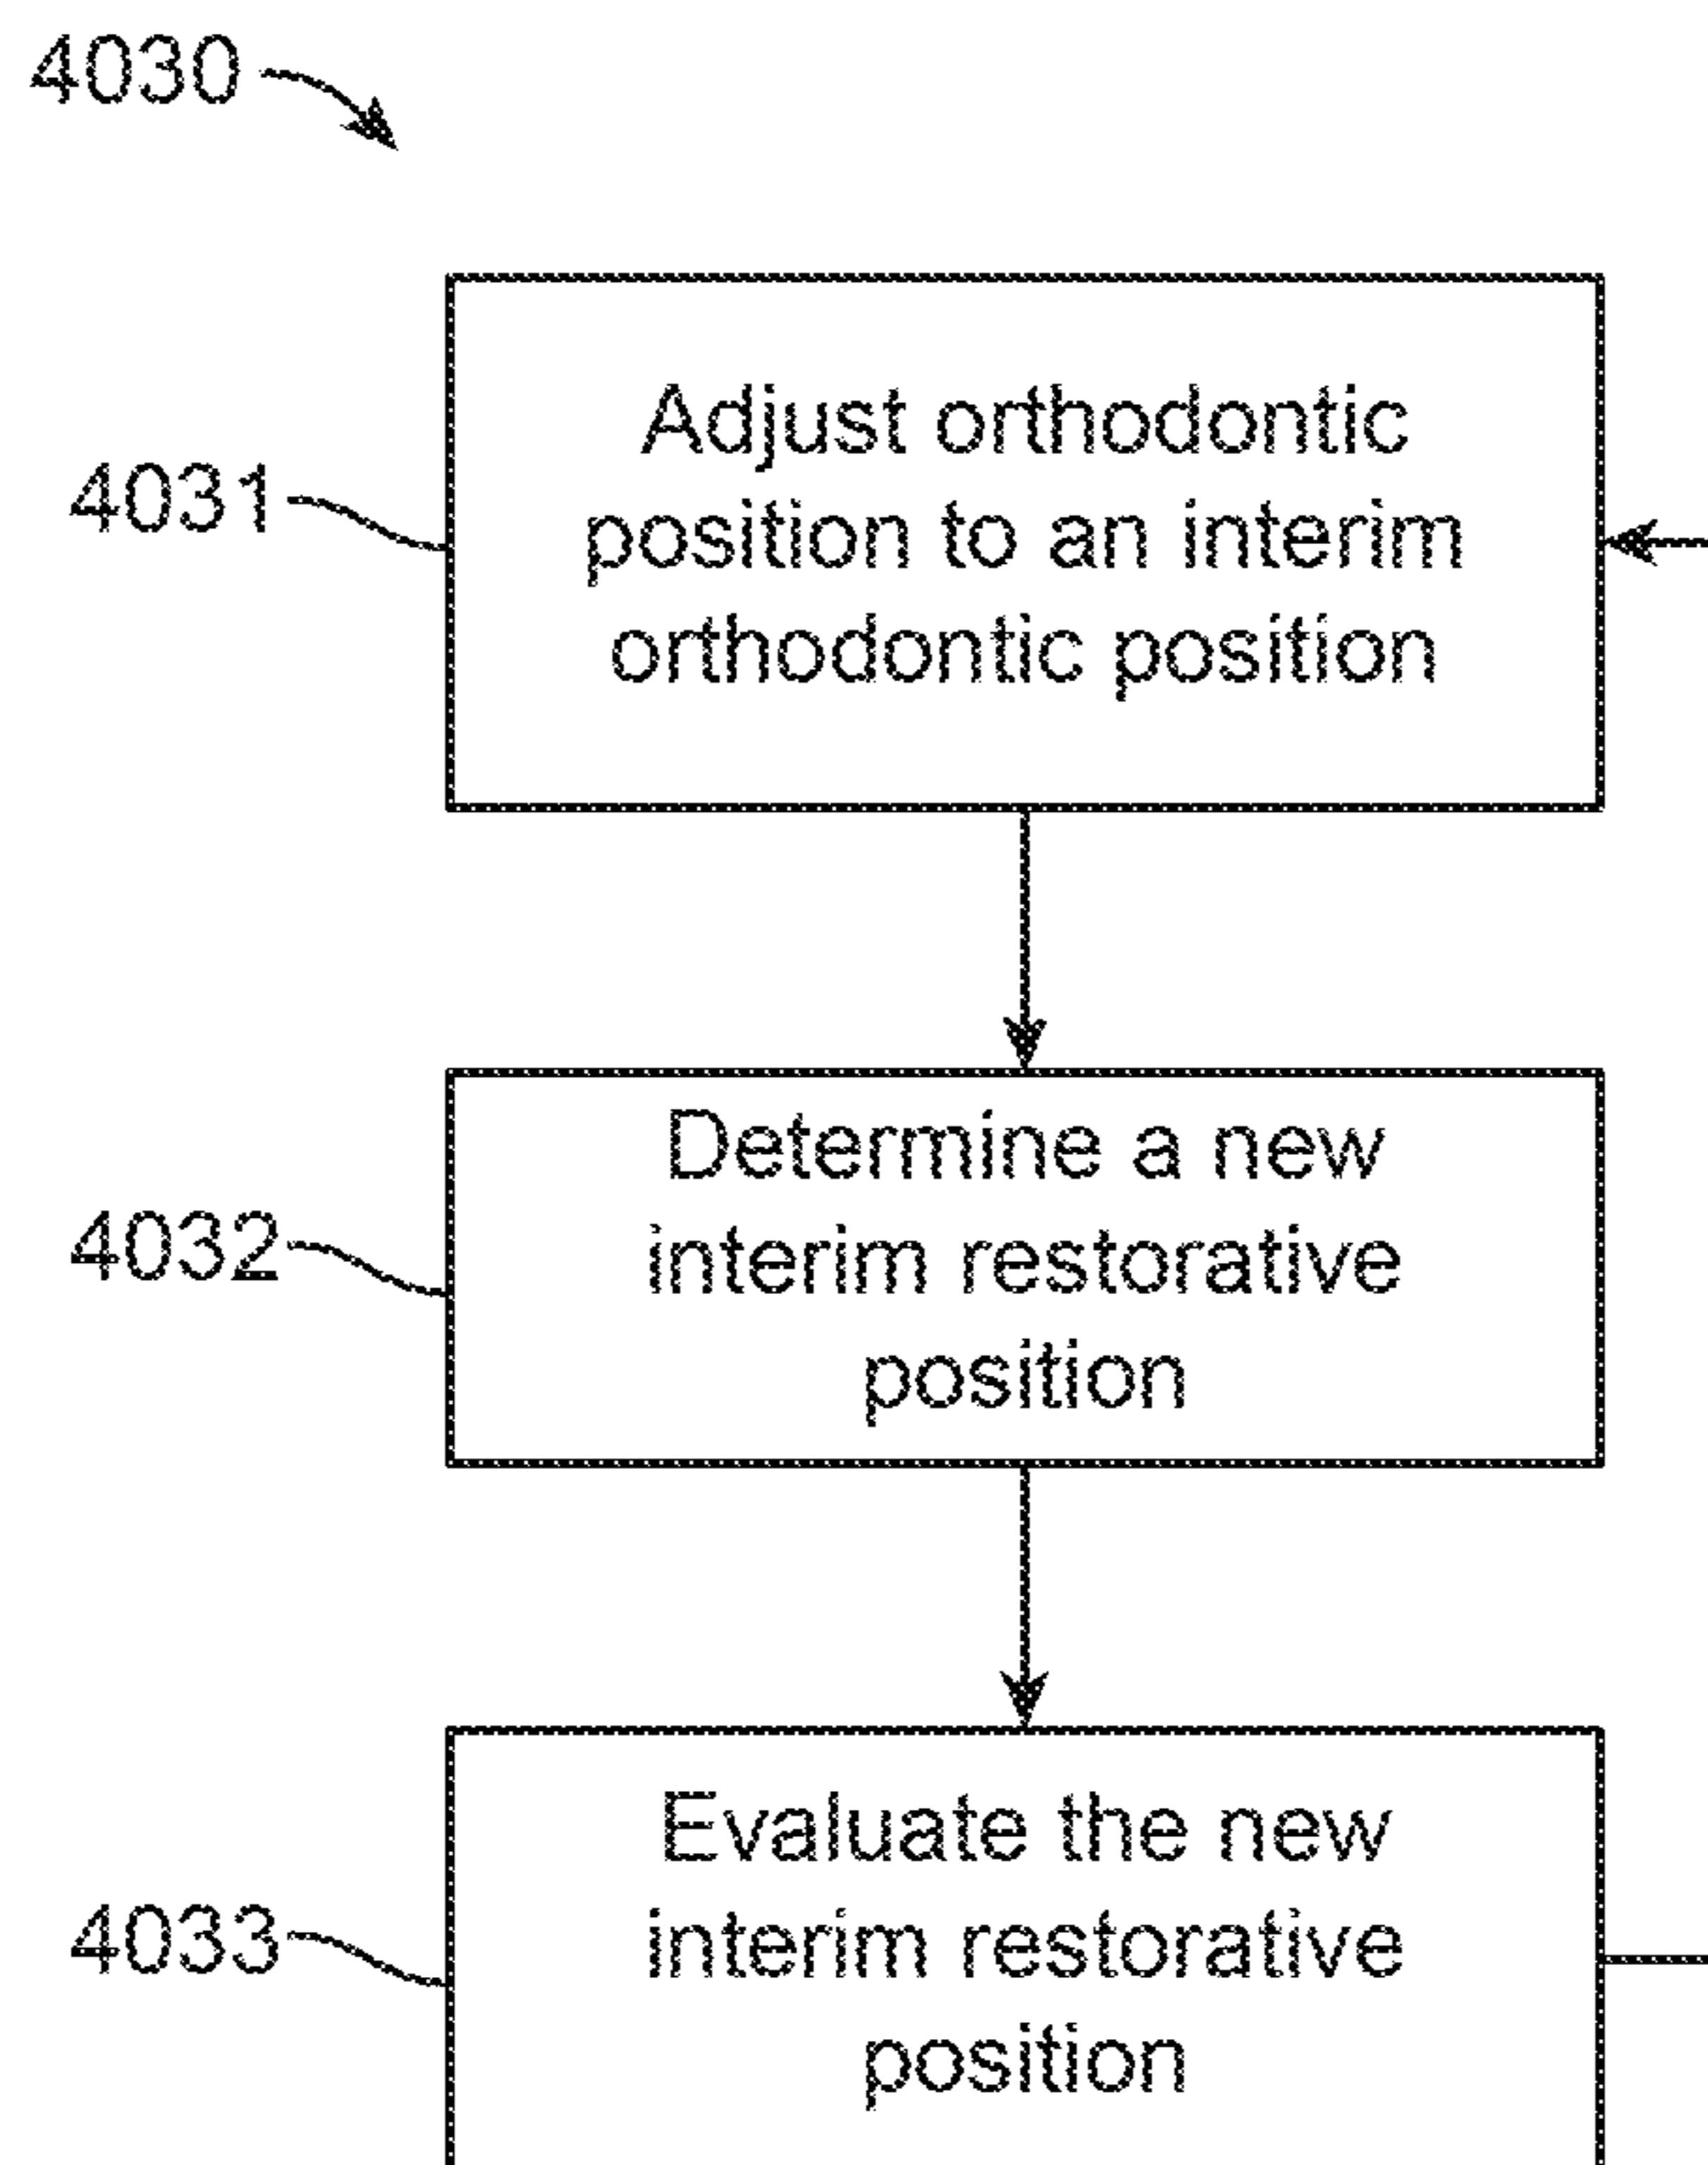 4030
4031
Adjust orthodontic
position to an interim
orthodontic position
4032
Determine a new
interim restorative
position
4033
Evaluate the new
interim restorative
position